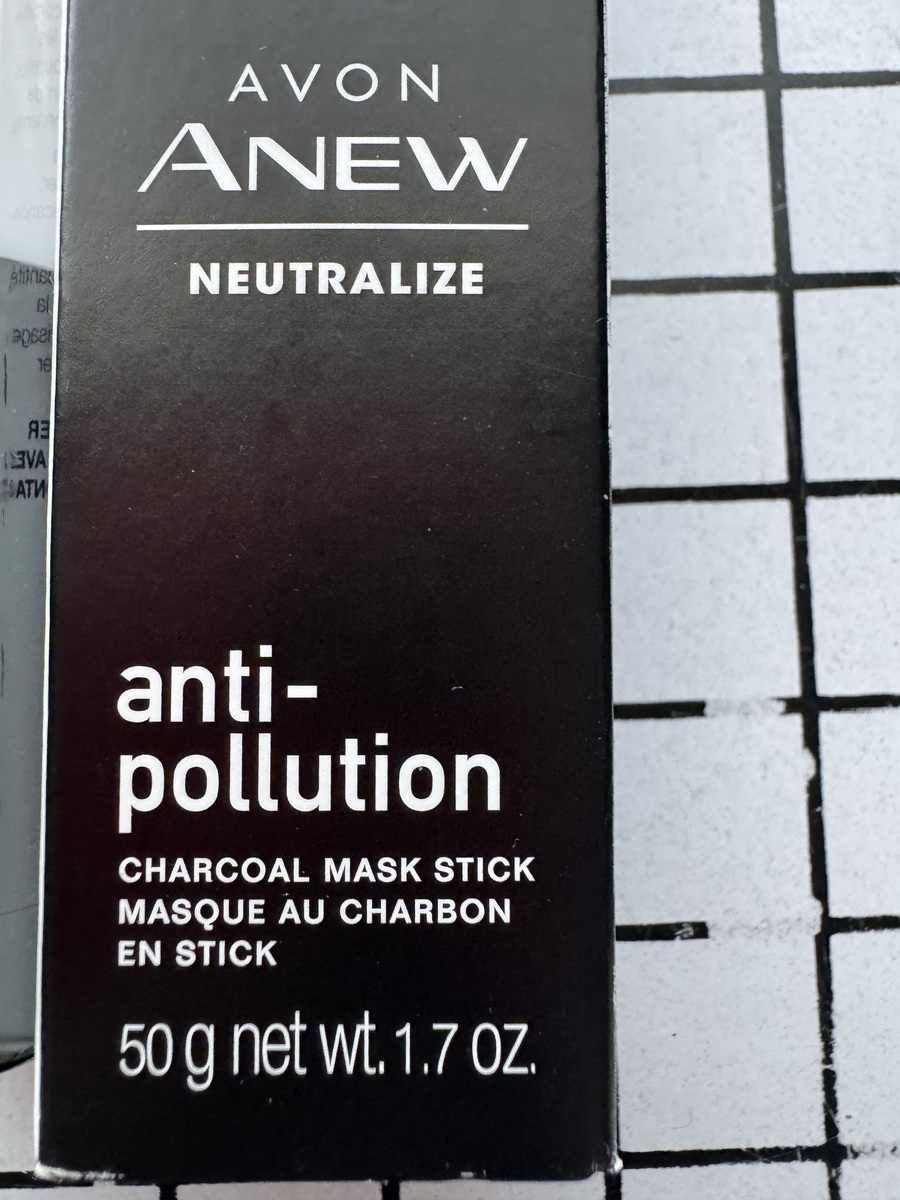 AVON
ANEW
NEUTRALIZE
anti-
pollution
CHARCOAL MASK STICK
MASQUE AU CHARBON
EN STICK
50 g net wt. 1.7 oz.